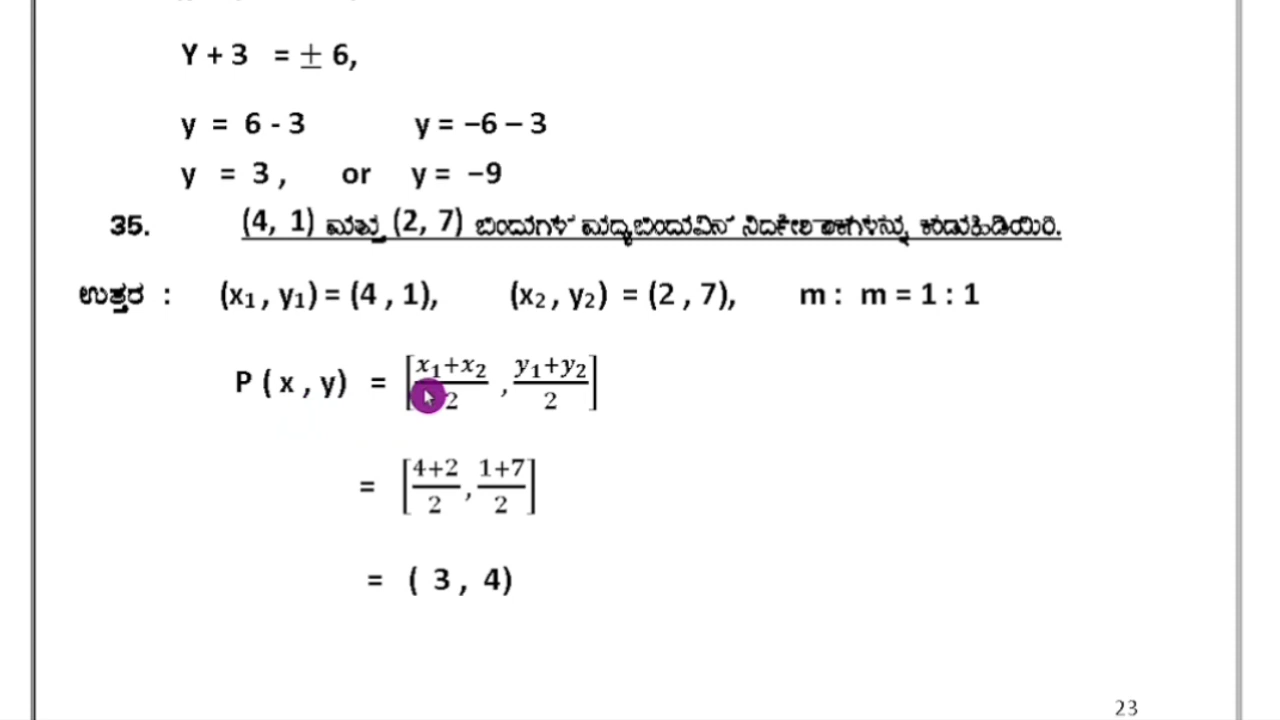 Y + 3 = ± 6,
y = 6 - 3 y = −6 – 3
y = 3 , or y = −9
35. (4, 1) ಮತ್ತು (2, 7) ಬಿಂದುಗಳ ಮಧ್ಯಬಿಂದುವಿನ ನಿರ್ದೇಶಾಂಕಗಳನ್ನು ಕಂಡುಹಿಡಿಯಿರಿ.
ಉತ್ತರ : (x₁ , y₁) = (4 , 1), (x₂ , y₂) = (2 , 7), m : m = 1 : 1
P ( x , y) = [(x₁+x₂)/2 , (y₁+y₂)/2]
= [(4+2)/2 , (1+7)/2]
= ( 3 , 4)
23